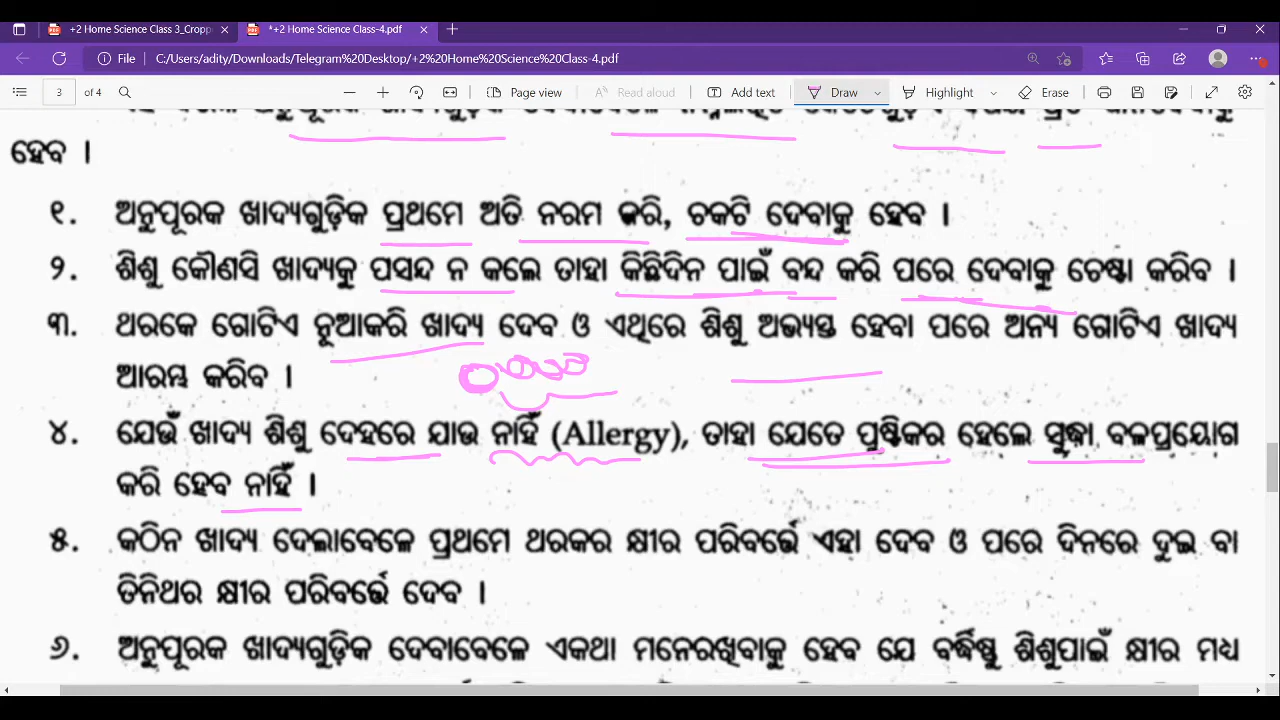 +2 Home Science Class 3_Cropp
*+2 Home Science Class-4.pdf
File C:/Users/adity/Downloads/Telegram%20Desktop/+2%20Home%20Science%20Class-4.pdf
3 of 4 Page view Read aloud Add text Draw Highlight Erase
ହେବ ।
୧. ଅନୁପୂରକ ଖାଦ୍ୟଗୁଡ଼ିକ ପ୍ରଥମେ ଅତି ନରମ କରି, ଚକଟି ଦେବାକୁ ହେବ ।
୨. ଶିଶୁ କୌଣସି ଖାଦ୍ୟକୁ ପସନ୍ଦ ନ କଲେ ତାହା କିଛିଦିନ ପାଇଁ ବନ୍ଦ କରି ପରେ ଦେବାକୁ ଚେଷ୍ଟା କରିବ ।
୩. ଥରକେ ଗୋଟିଏ ନୂଆକରି ଖାଦ୍ୟ ଦେବ ଓ ଏଥିରେ ଶିଶୁ ଅଭ୍ୟସ୍ତ ହେବା ପରେ ଅନ୍ୟ ଗୋଟିଏ ଖାଦ୍ୟ
ଆରମ୍ଭ କରିବ ।
୪. ଯେଉଁ ଖାଦ୍ୟ ଶିଶୁ ଦେହରେ ଯାଉ ନାହିଁ (Allergy), ତାହା ଯେତେ ପୁଷ୍ଟିକର ହେଲେ ସୁଦ୍ଧା ବଳପ୍ରୟୋଗ
କରି ହେବ ନାହିଁ ।
୫. କଠିନ ଖାଦ୍ୟ ଦେଲାବେଳେ ପ୍ରଥମେ ଥରକର କ୍ଷୀର ପରିବର୍ତ୍ତେ ଏହା ଦେବ ଓ ପରେ ଦିନରେ ଦୁଇ ବା
ତିନିଥର କ୍ଷୀର ପରିବର୍ତ୍ତେ ଦେବ ।
୬. ଅନୁପୂରକ ଖାଦ୍ୟଗୁଡ଼ିକ ଦେବାବେଳେ ଏକଥା ମନେରଖିବାକୁ ହେବ ଯେ ବର୍ଦ୍ଧିଷ୍ଣୁ ଶିଶୁପାଇଁ କ୍ଷୀର ମଧ୍ୟ